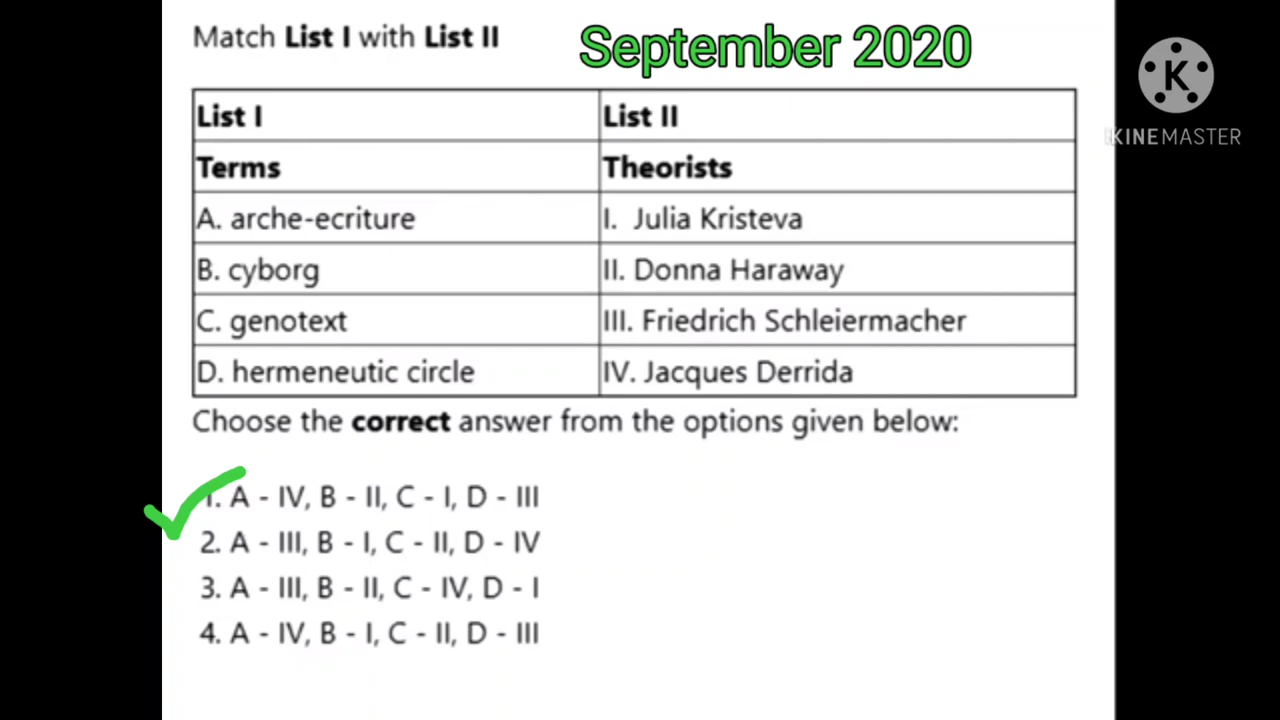 Match List I with List II
September 2020
K
KINEMASTER
List I
List II
Terms
Theorists
A. arche-ecriture
I. Julia Kristeva
B. cyborg
II. Donna Haraway
C. genotext
III. Friedrich Schleiermacher
D. hermeneutic circle
IV. Jacques Derrida
Choose the correct answer from the options given below:
1. A - IV, B - II, C - I, D - III
2. A - III, B - I, C - II, D - IV
3. A - III, B - II, C - IV, D - I
4. A - IV, B - I, C - II, D - III